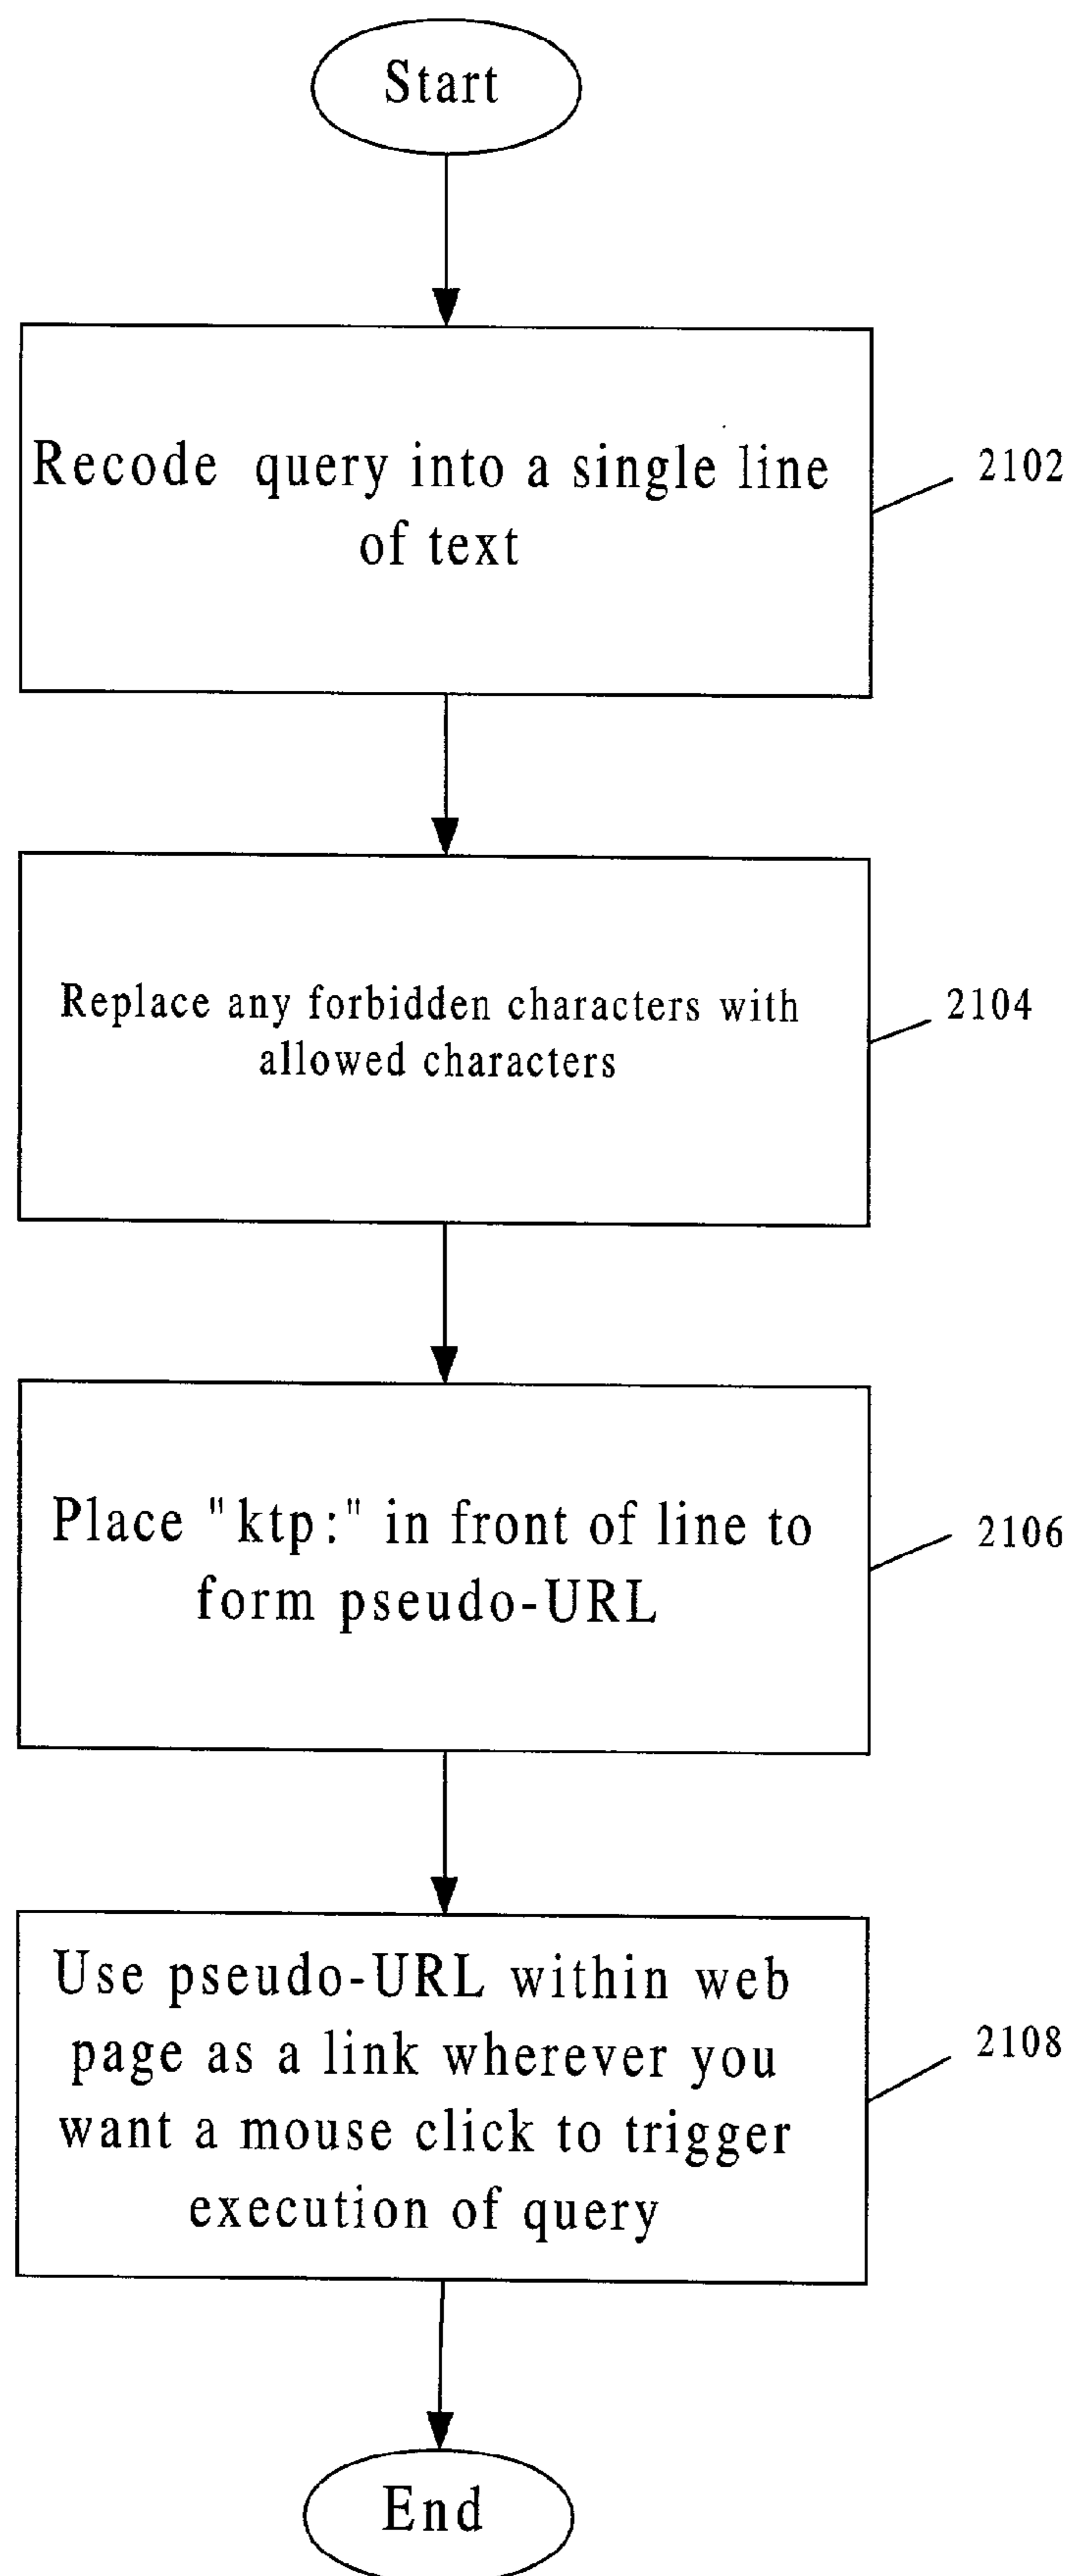 Start
Recode query into a single line
of text
2102
Replace any forbidden characters with
allowed characters
2104
Place "ktp:" in front of line to
form pseudo-URL
2106
Use pseudo-URL within web
page as a link wherever you
want a mouse click to trigger
execution of query
2108
End